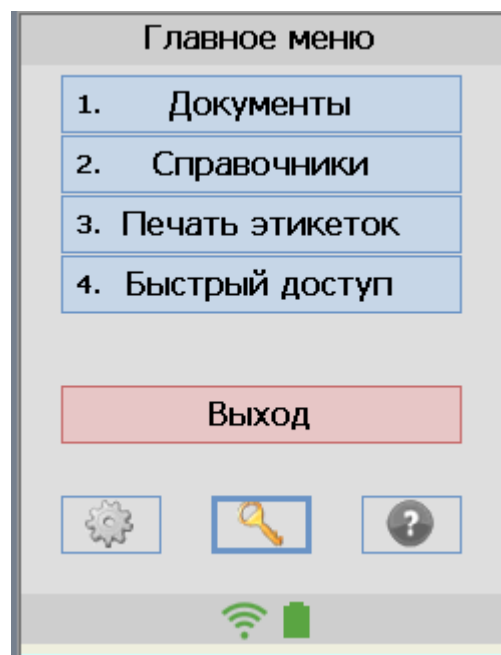 Главное меню
1. Документы
2. Справочники
3. Печать этикеток
4. Быстрый доступ
Выход
?